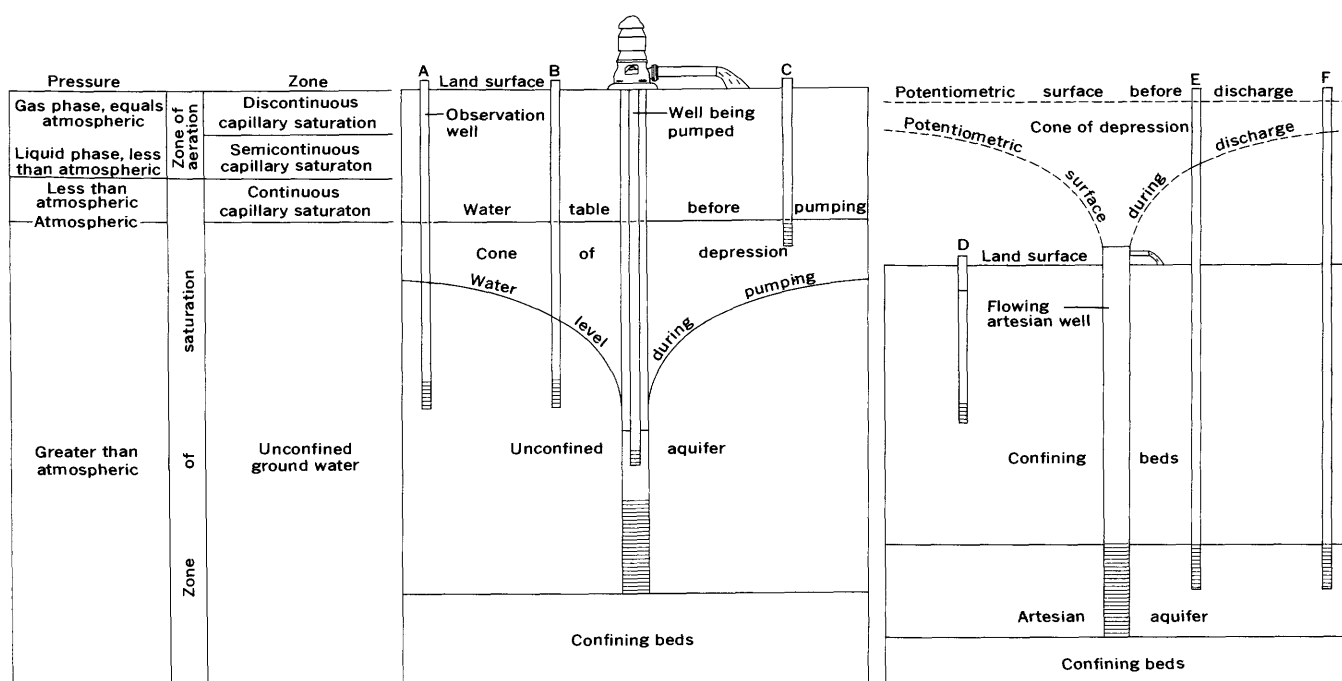 Pressure
Zone
Gas phase, equals
atmospheric
Liquid phase, less
than atmospheric
Less than
atmospheric
Atmospheric
Greater than
atmospheric
Zone of
aeration
Zone of saturation
Discontinuous
capillary saturation
Semicontinuous
capillary saturaton
Continuous
capillary saturaton
Unconfined
ground water
A
Land surface
B
C
Observation
well
Well being
pumped
Water table before pumping
Cone of depression
Water level during pumping
Unconfined aquifer
Confining beds
E
F
Potentiometric surface before discharge
Cone of depression
Potentiometric surface during discharge
D
Land surface
Flowing
artesian well
Confining beds
Artesian aquifer
Confining beds